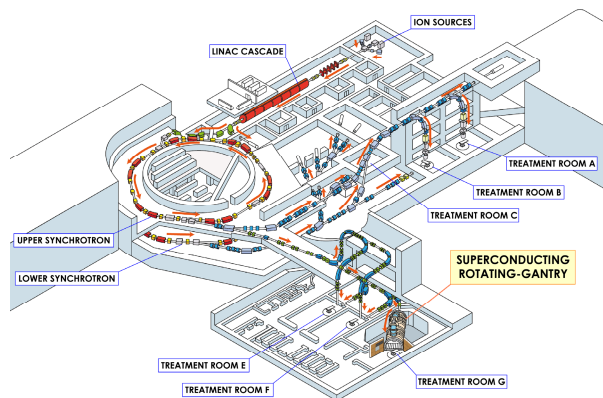 ION SOURCES
LINAC CASCADE
TREATMENT ROOM A
TREATMENT ROOM B
TREATMENT ROOM C
UPPER SYNCHROTRON
LOWER SYNCHROTRON
SUPERCONDUCTING
ROTATING-GANTRY
TREATMENT ROOM E
TREATMENT ROOM F
TREATMENT ROOM G